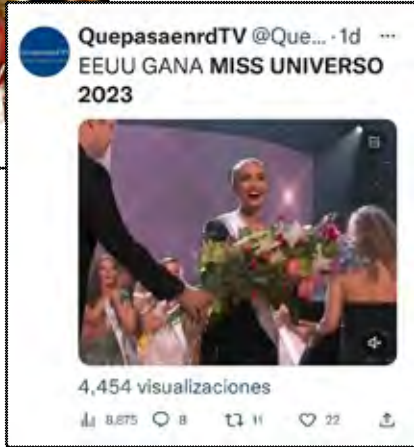 QuepasaenrdTV @Que... · 1d ...
EEUU GANA MISS UNIVERSO
2023
4,454 visualizaciones
8,875 8 11 22